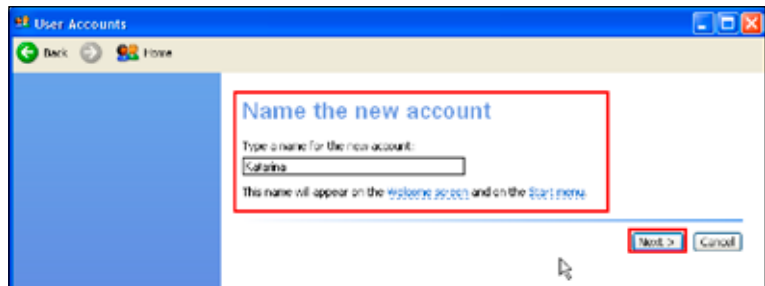 User Accounts
Back Home
Name the new account
Type a name for the new account:
Katarina
This name will appear on the Welcome screen and on the Start menu.
Next > Cancel